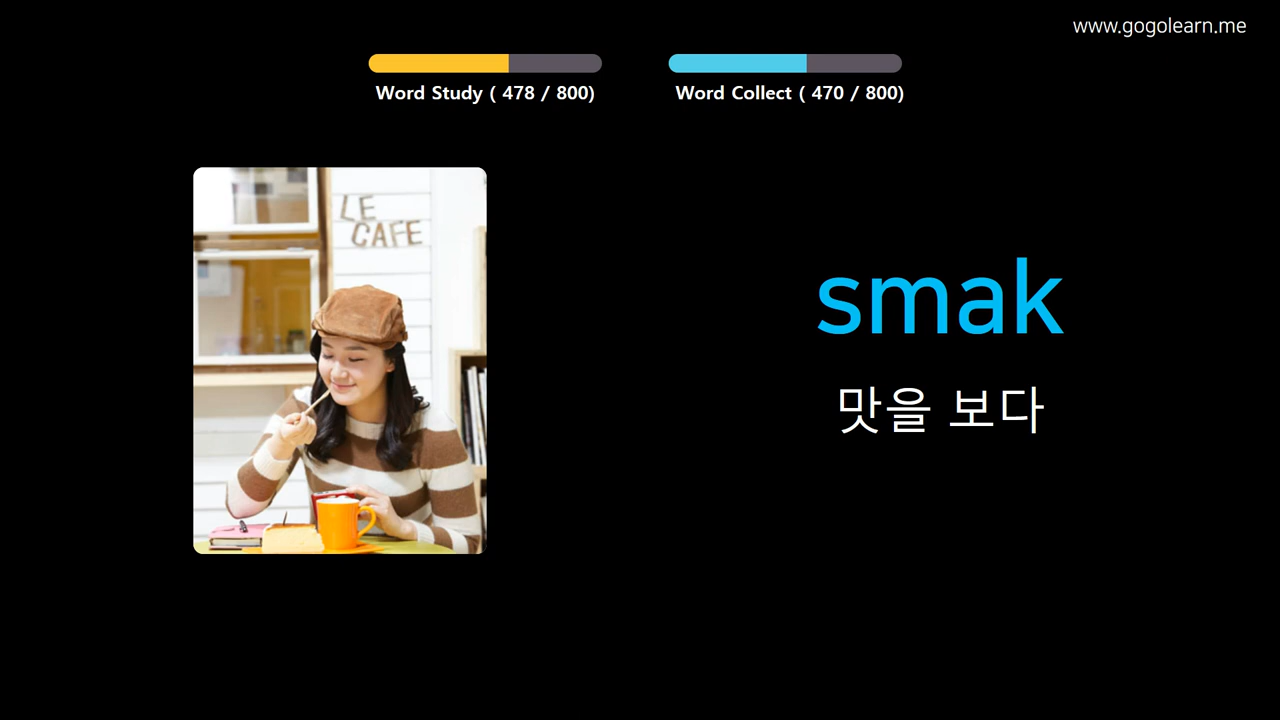 www.gogolearn.me
Word Study ( 478 / 800)
Word Collect ( 470 / 800)
LE
CAFE
smak
맛을 보다